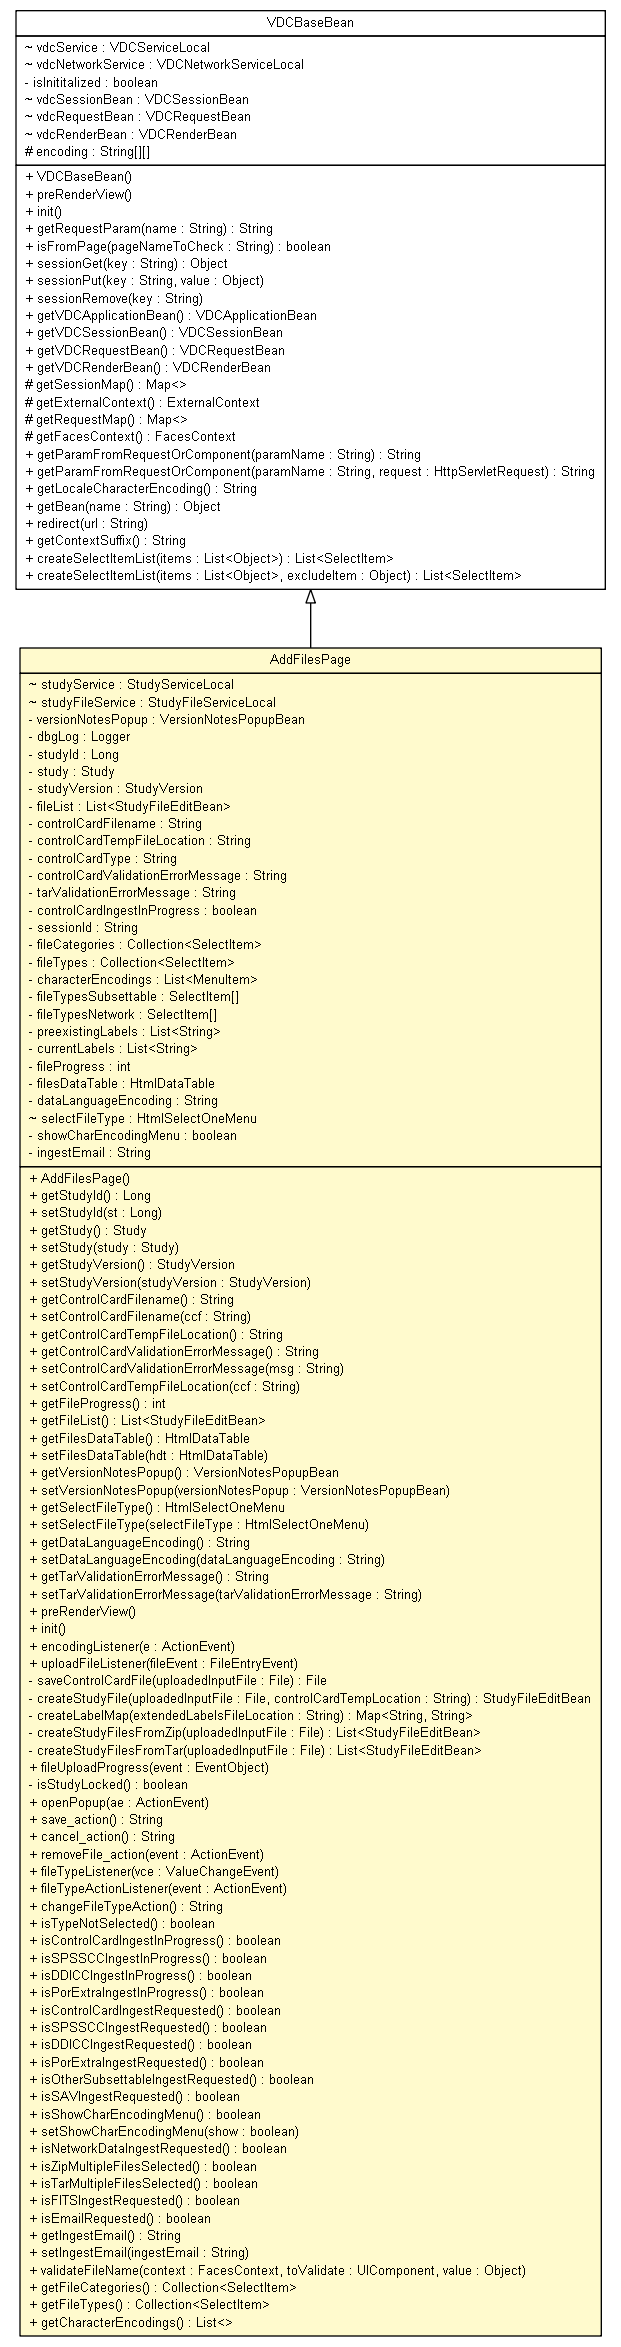 VDCBaseBean
~ vdcService : VDCServiceLocal
~ vdcNetworkService : VDCNetworkServiceLocal
- isInititalized : boolean
~ vdcSessionBean : VDCSessionBean
~ vdcRequestBean : VDCRequestBean
~ vdcRenderBean : VDCRenderBean
# encoding : String[][]
+ VDCBaseBean()
+ preRenderView()
+ init()
+ getRequestParam(name : String) : String
+ isFromPage(pageNameToCheck : String) : boolean
+ sessionGet(key : String) : Object
+ sessionPut(key : String, value : Object)
+ sessionRemove(key : String)
+ getVDCApplicationBean() : VDCApplicationBean
+ getVDCSessionBean() : VDCSessionBean
+ getVDCRequestBean() : VDCRequestBean
+ getVDCRenderBean() : VDCRenderBean
# getSessionMap() : Map<>
# getExternalContext() : ExternalContext
# getRequestMap() : Map<>
# getFacesContext() : FacesContext
+ getParamFromRequestOrComponent(paramName : String) : String
+ getParamFromRequestOrComponent(paramName : String, request : HttpServletRequest) : String
+ getLocaleCharacterEncoding() : String
+ getBean(name : String) : Object
+ redirect(url : String)
+ getContextSuffix() : String
+ createSelectItemList(items : List<Object>) : List<SelectItem>
+ createSelectItemList(items : List<Object>, excludeItem : Object) : List<SelectItem>
AddFilesPage
~ studyService : StudyServiceLocal
~ studyFileService : StudyFileServiceLocal
- versionNotesPopup : VersionNotesPopupBean
- dbgLog : Logger
- studyId : Long
- study : Study
- studyVersion : StudyVersion
- fileList : List<StudyFileEditBean>
- controlCardFilename : String
- controlCardTempFileLocation : String
- controlCardType : String
- controlCardValidationErrorMessage : String
- tarValidationErrorMessage : String
- controlCardIngestInProgress : boolean
- sessionId : String
- fileCategories : Collection<SelectItem>
- fileTypes : Collection<SelectItem>
- characterEncodings : List<MenuItem>
- fileTypesSubsettable : SelectItem[]
- fileTypesNetwork : SelectItem[]
- preexistingLabels : List<String>
- currentLabels : List<String>
- fileProgress : int
- filesDataTable : HtmlDataTable
- dataLanguageEncoding : String
~ selectFileType : HtmlSelectOneMenu
- showCharEncodingMenu : boolean
- ingestEmail : String
+ AddFilesPage()
+ getStudyId() : Long
+ setStudyId(st : Long)
+ getStudy() : Study
+ setStudy(study : Study)
+ getStudyVersion() : StudyVersion
+ setStudyVersion(studyVersion : StudyVersion)
+ getControlCardFilename() : String
+ setControlCardFilename(ccf : String)
+ getControlCardTempFileLocation() : String
+ getControlCardValidationErrorMessage() : String
+ setControlCardValidationErrorMessage(msg : String)
+ setControlCardTempFileLocation(ccf : String)
+ getFileProgress() : int
+ getFileList() : List<StudyFileEditBean>
+ getFilesDataTable() : HtmlDataTable
+ setFilesDataTable(hdt : HtmlDataTable)
+ getVersionNotesPopup() : VersionNotesPopupBean
+ setVersionNotesPopup(versionNotesPopup : VersionNotesPopupBean)
+ getSelectFileType() : HtmlSelectOneMenu
+ setSelectFileType(selectFileType : HtmlSelectOneMenu)
+ getDataLanguageEncoding() : String
+ setDataLanguageEncoding(dataLanguageEncoding : String)
+ getTarValidationErrorMessage() : String
+ setTarValidationErrorMessage(tarValidationErrorMessage : String)
+ preRenderView()
+ init()
+ encodingListener(e : ActionEvent)
+ uploadFileListener(fileEvent : FileEntryEvent)
- saveControlCardFile(uploadedInputFile : File) : File
- createStudyFile(uploadedInputFile : File, controlCardTempLocation : String) : StudyFileEditBean
- createLabelMap(extendedLabelsFileLocation : String) : Map<String, String>
- createStudyFilesFromZip(uploadedInputFile : File) : List<StudyFileEditBean>
- createStudyFilesFromTar(uploadedInputFile : File) : List<StudyFileEditBean>
+ fileUploadProgress(event : EventObject)
- isStudyLocked() : boolean
+ openPopup(ae : ActionEvent)
+ save_action() : String
+ cancel_action() : String
+ removeFile_action(event : ActionEvent)
+ fileTypeListener(vce : ValueChangeEvent)
+ fileTypeActionListener(event : ActionEvent)
+ changeFileTypeAction() : String
+ isTypeNotSelected() : boolean
+ isControlCardIngestInProgress() : boolean
+ isSPSSCCIngestInProgress() : boolean
+ isDDICCIngestInProgress() : boolean
+ isPorExtraIngestInProgress() : boolean
+ isControlCardIngestRequested() : boolean
+ isSPSSCCIngestRequested() : boolean
+ isDDICCIngestRequested() : boolean
+ isPorExtraIngestRequested() : boolean
+ isOtherSubsettableIngestRequested() : boolean
+ isSAVIngestRequested() : boolean
+ isShowCharEncodingMenu() : boolean
+ setShowCharEncodingMenu(show : boolean)
+ isNetworkDataIngestRequested() : boolean
+ isZipMultipleFilesSelected() : boolean
+ isTarMultipleFilesSelected() : boolean
+ isFITSIngestRequested() : boolean
+ isEmailRequested() : boolean
+ getIngestEmail() : String
+ setIngestEmail(ingestEmail : String)
+ validateFileName(context : FacesContext, toValidate : UIComponent, value : Object)
+ getFileCategories() : Collection<SelectItem>
+ getFileTypes() : Collection<SelectItem>
+ getCharacterEncodings() : List<>